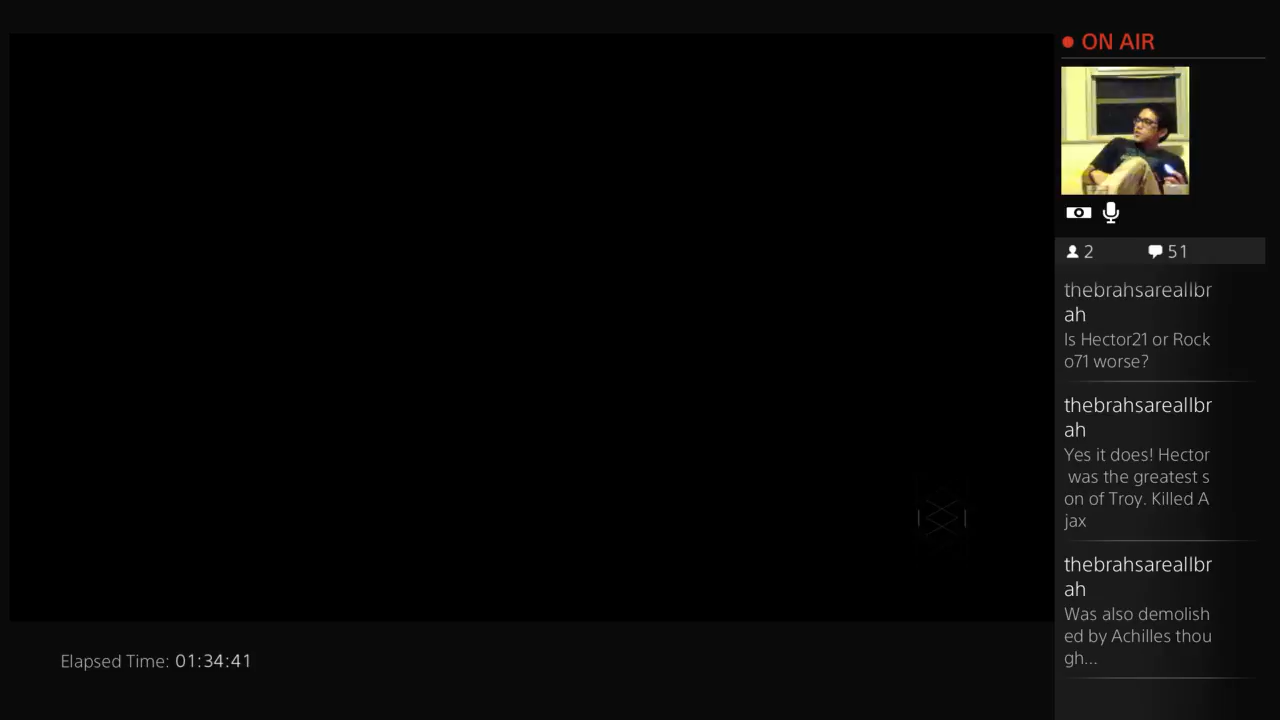 ON AIR
2 51
thebrahsareallbr
ah
Is Hector21 or Rock
o71 worse?
thebrahsareallbr
ah
Yes it does! Hector
was the greatest s
on of Troy. Killed A
jax
thebrahsareallbr
ah
Was also demolish
ed by Achilles thou
gh...
Elapsed Time: 01:34:41